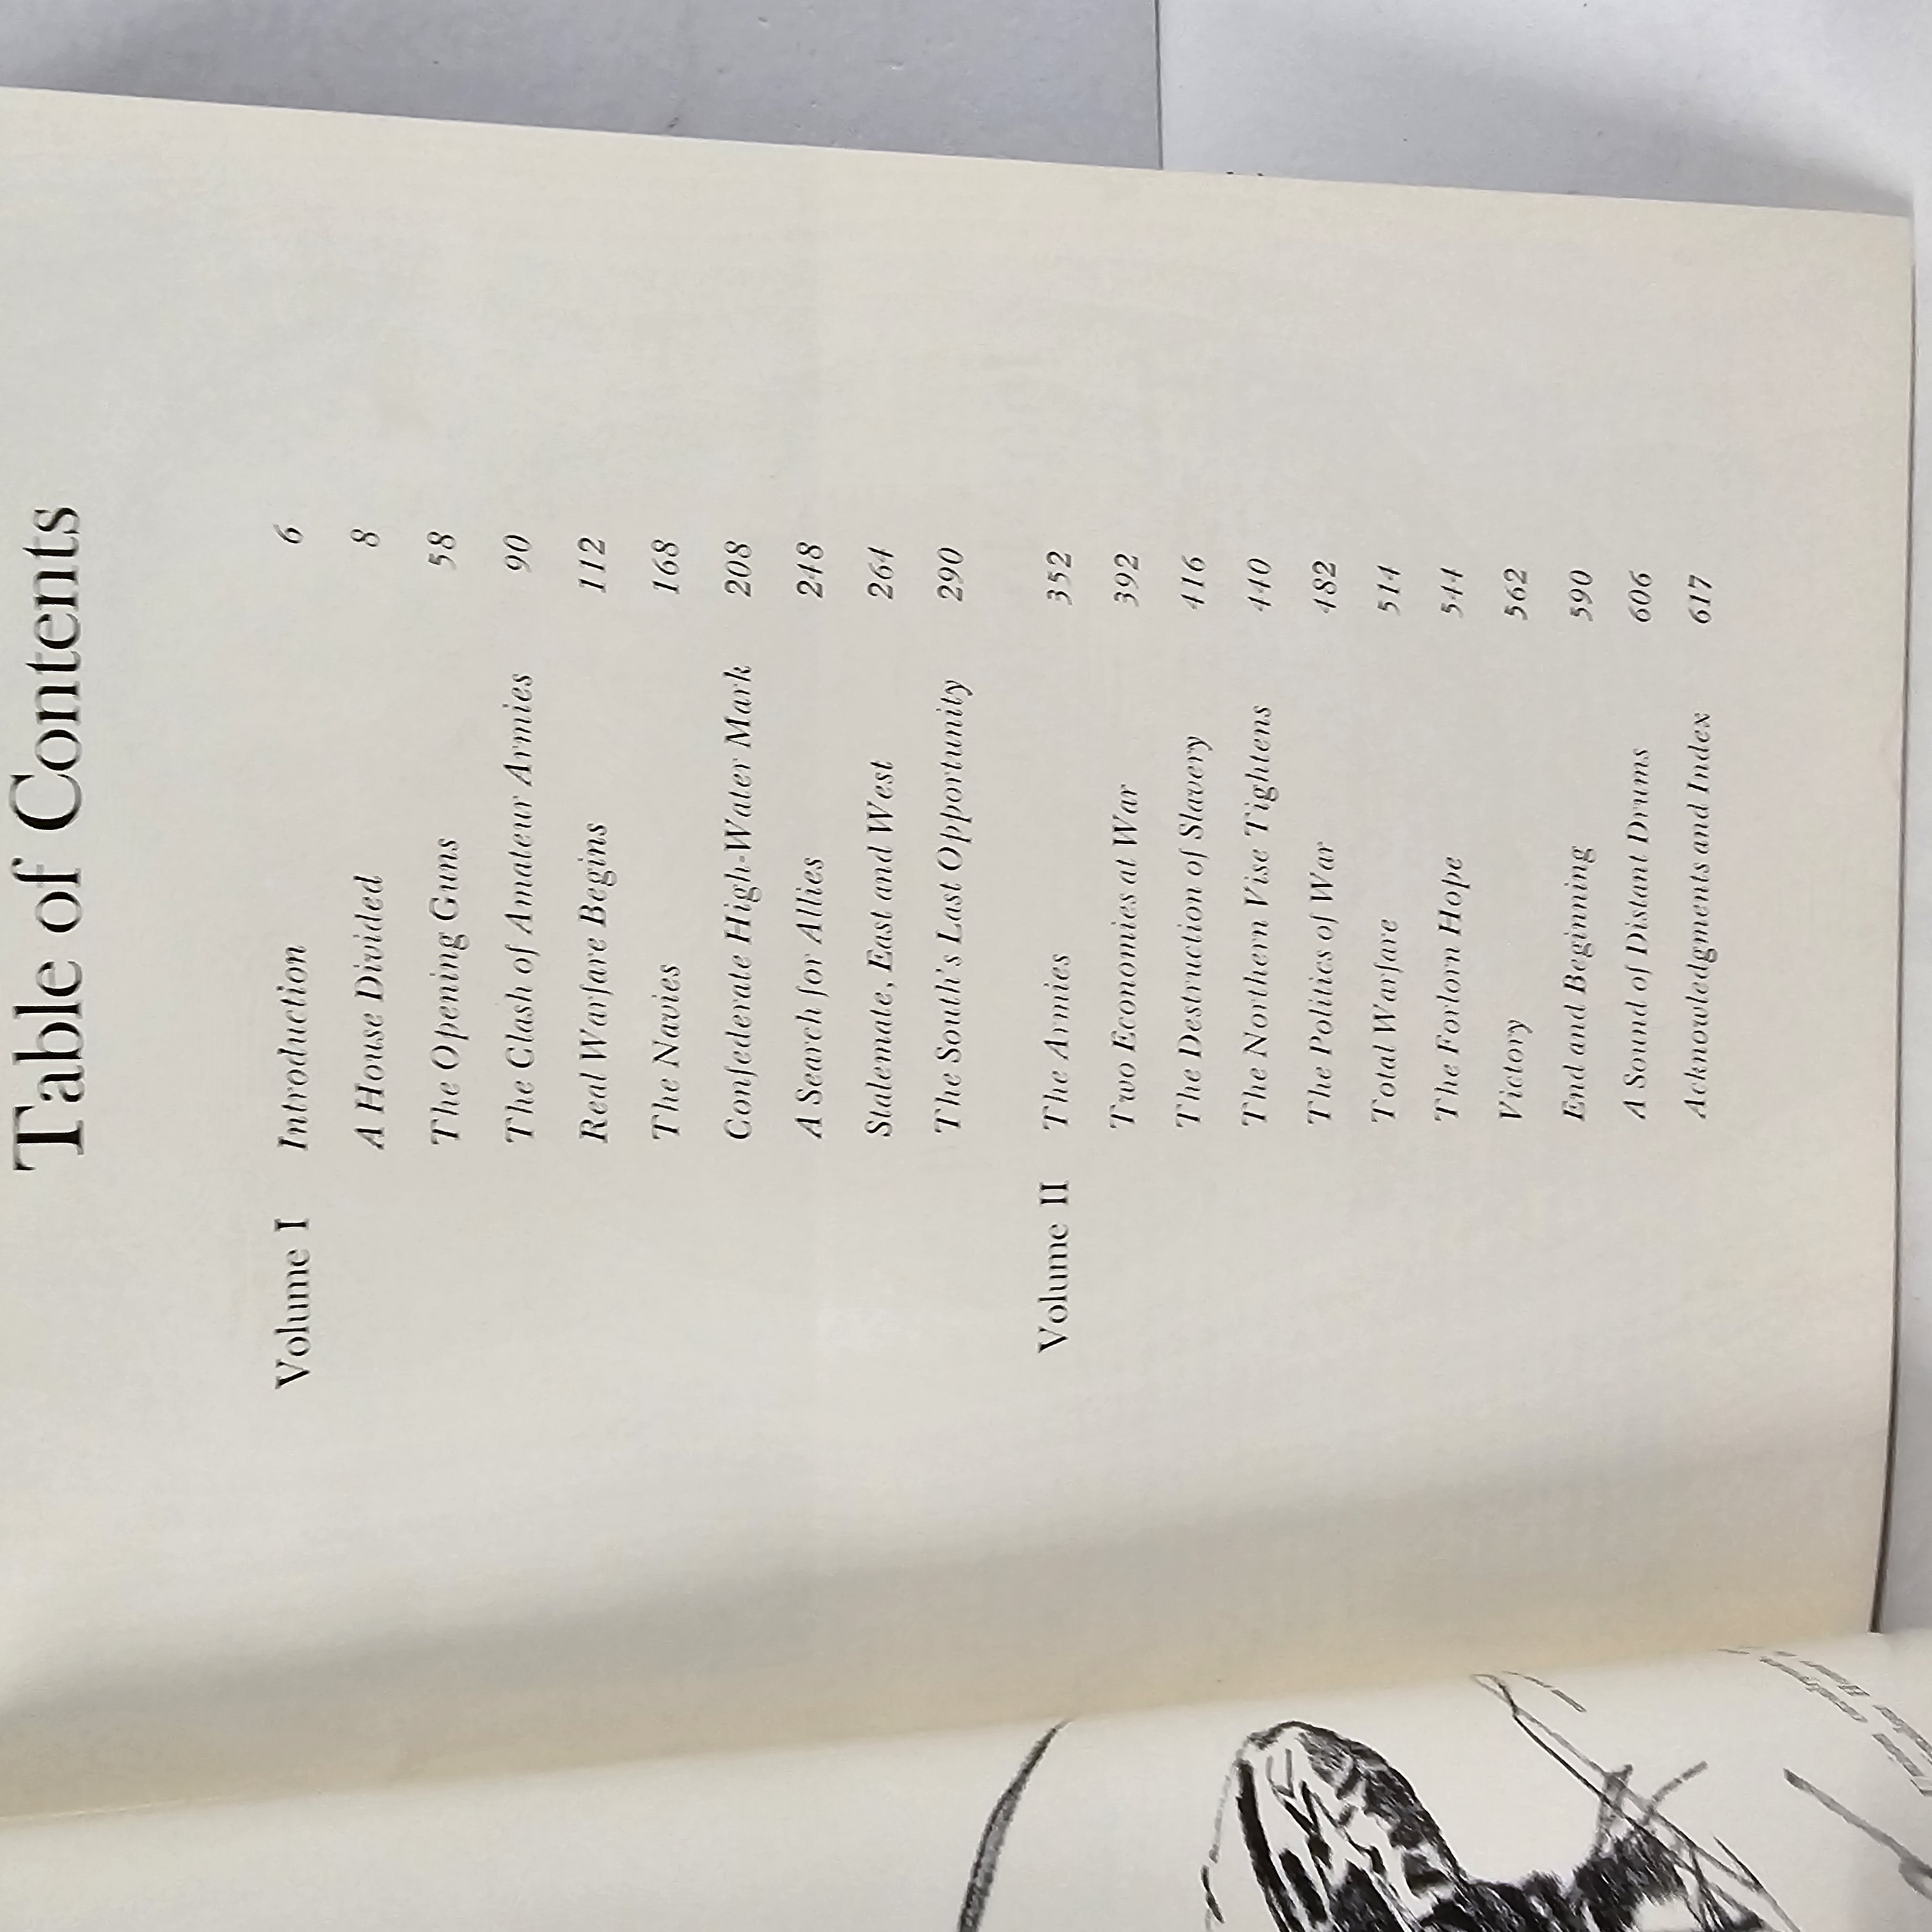 Table of Contents
Volume I Introduction 6
A House Divided 8
The Opening Guns 58
The Clash of Amateur Armies 90
Real Warfare Begins 112
The Navies 168
Confederate High-Water Mark 208
A Search for Allies 248
Stalemate, East and West 264
The South's Last Opportunity 290
Volume II The Armies 352
Two Economies at War 392
The Destruction of Slavery 416
The Northern Vise Tightens 440
The Politics of War 482
Total Warfare 514
The Forlorn Hope 544
Victory 562
End and Beginning 590
A Sound of Distant Drums 606
Acknowledgments and Index 617